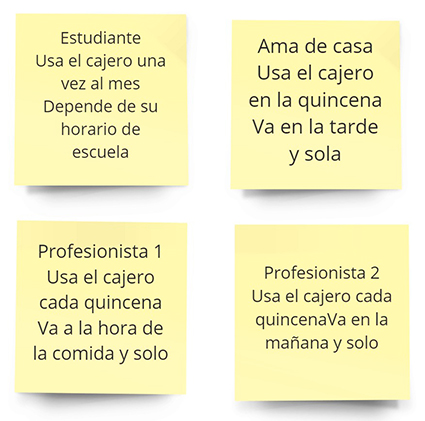 Estudiante
Usa el cajero una
vez al mes
Depende de su
horario de
escuela
Ama de casa
Usa el cajero
en la quincena
Va en la tarde
y sola
Profesionista 1
Usa el cajero
cada quincena
Va a la hora de
la comida y solo
Profesionista 2
Usa el cajero cada
quincenaVa en la
mañana y solo